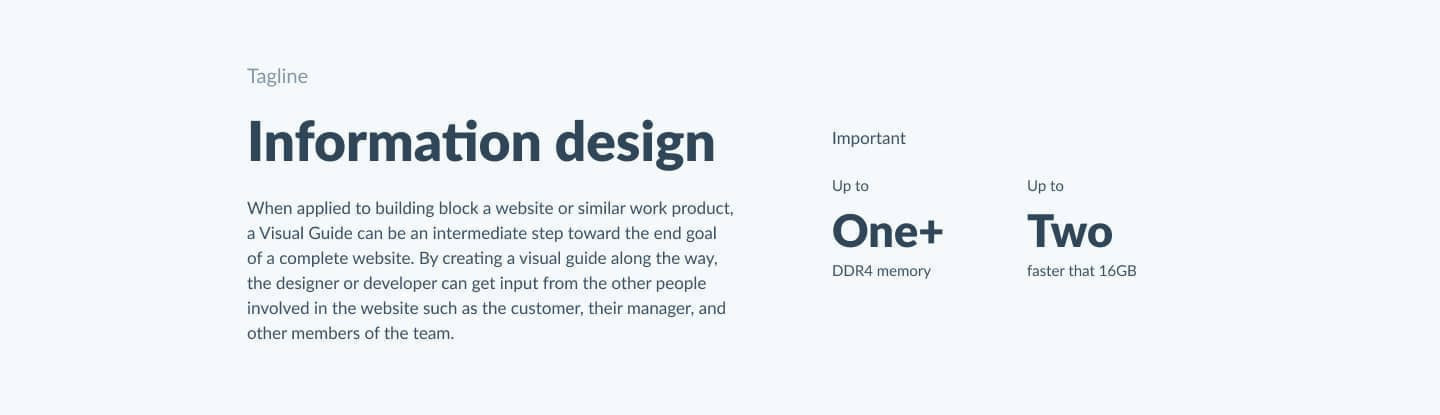 Tagline
Information design
When applied to building block a website or similar work product,
a Visual Guide can be an intermediate step toward the end goal
of a complete website. By creating a visual guide along the way,
the designer or developer can get input from the other people
involved in the website such as the customer, their manager, and
other members of the team.
Important
Up to
One+
DDR4 memory
Up to
Two
faster that 16GB